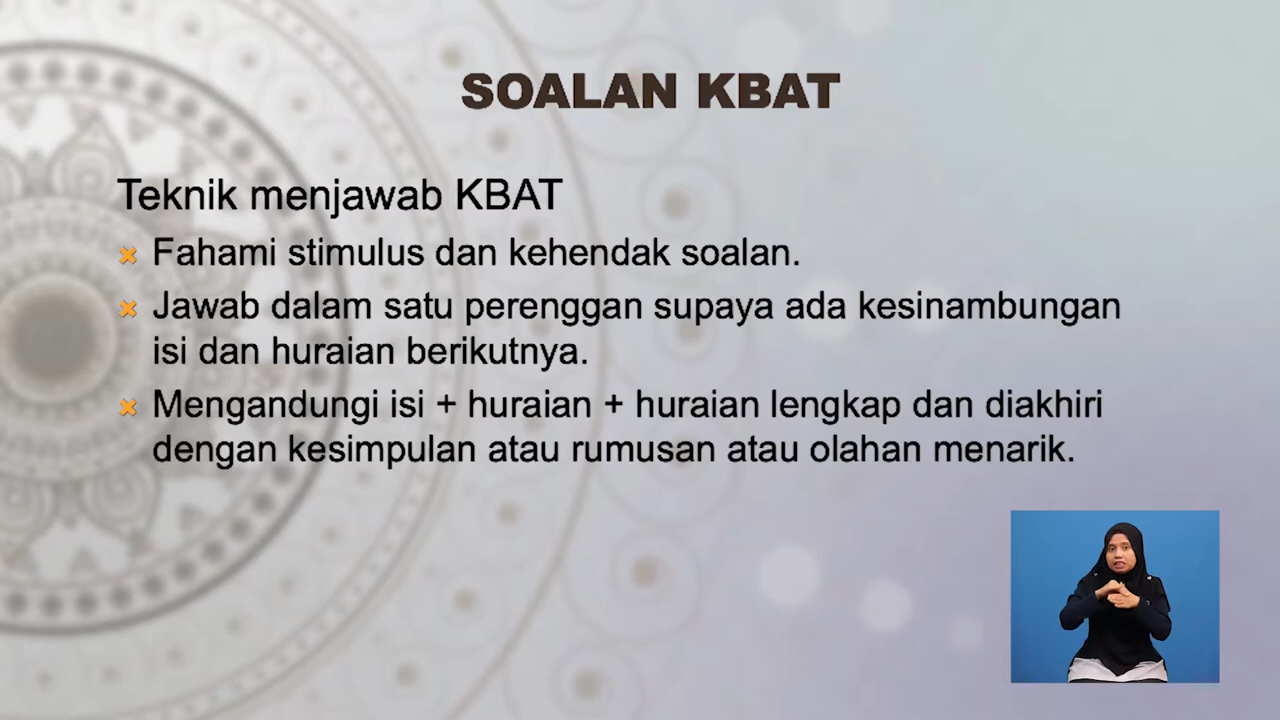 SOALAN KBAT
Teknik menjawab KBAT
Fahami stimulus dan kehendak soalan.
Jawab dalam satu perenggan supaya ada kesinambungan
isi dan huraian berikutnya.
Mengandungi isi + huraian + huraian lengkap dan diakhiri
dengan kesimpulan atau rumusan atau olahan menarik.